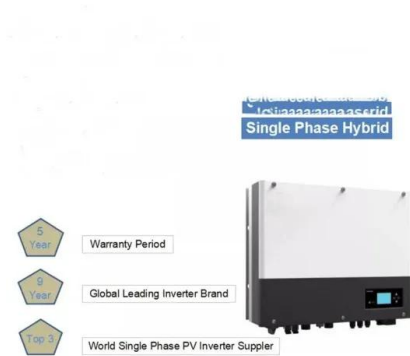 Single Phase Hybrid
5
Year
Warranty Period
9
Year
Global Leading Inverter Brand
Top 3
World Single Phase PV Inverter Suppler